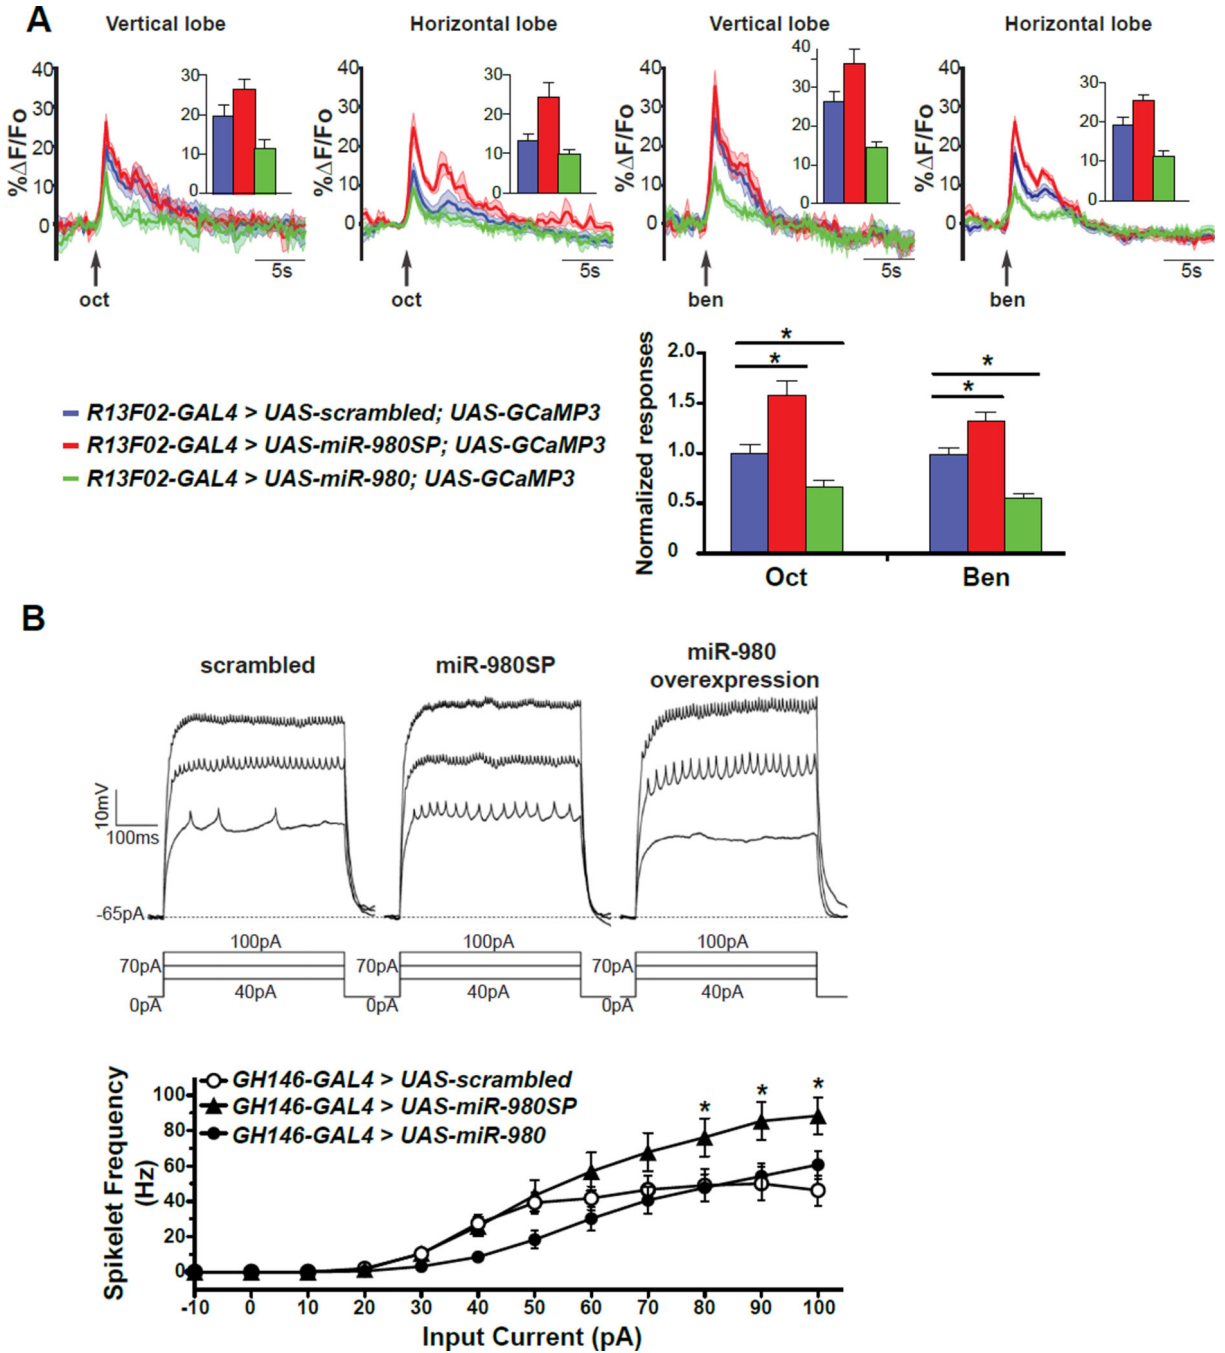 A
Vertical lobe
Horizontal lobe
Vertical lobe
Horizontal lobe
%ΔF/Fo
40
30
20
10
0
30
20
10
0
5s
oct
%ΔF/Fo
40
30
20
10
0
30
20
10
0
5s
oct
%ΔF/Fo
40
30
20
10
0
40
30
20
10
0
5s
ben
%ΔF/Fo
40
30
20
10
0
30
20
10
0
5s
ben
R13F02-GAL4 > UAS-scrambled; UAS-GCaMP3
R13F02-GAL4 > UAS-miR-980SP; UAS-GCaMP3
R13F02-GAL4 > UAS-miR-980; UAS-GCaMP3
Normalized responses
2.0
1.5
1.0
0.5
0
*
*
*
*
Oct
Ben
B
scrambled
miR-980SP
miR-980
overexpression
10mV
100ms
-65pA
100pA
70pA
40pA
0pA
100pA
70pA
40pA
0pA
100pA
70pA
40pA
0pA
Spikelet Frequency
(Hz)
100
80
60
40
20
0
GH146-GAL4 > UAS-scrambled
GH146-GAL4 > UAS-miR-980SP
GH146-GAL4 > UAS-miR-980
* * *
-10 0 10 20 30 40 50 60 70 80 90 100
Input Current (pA)